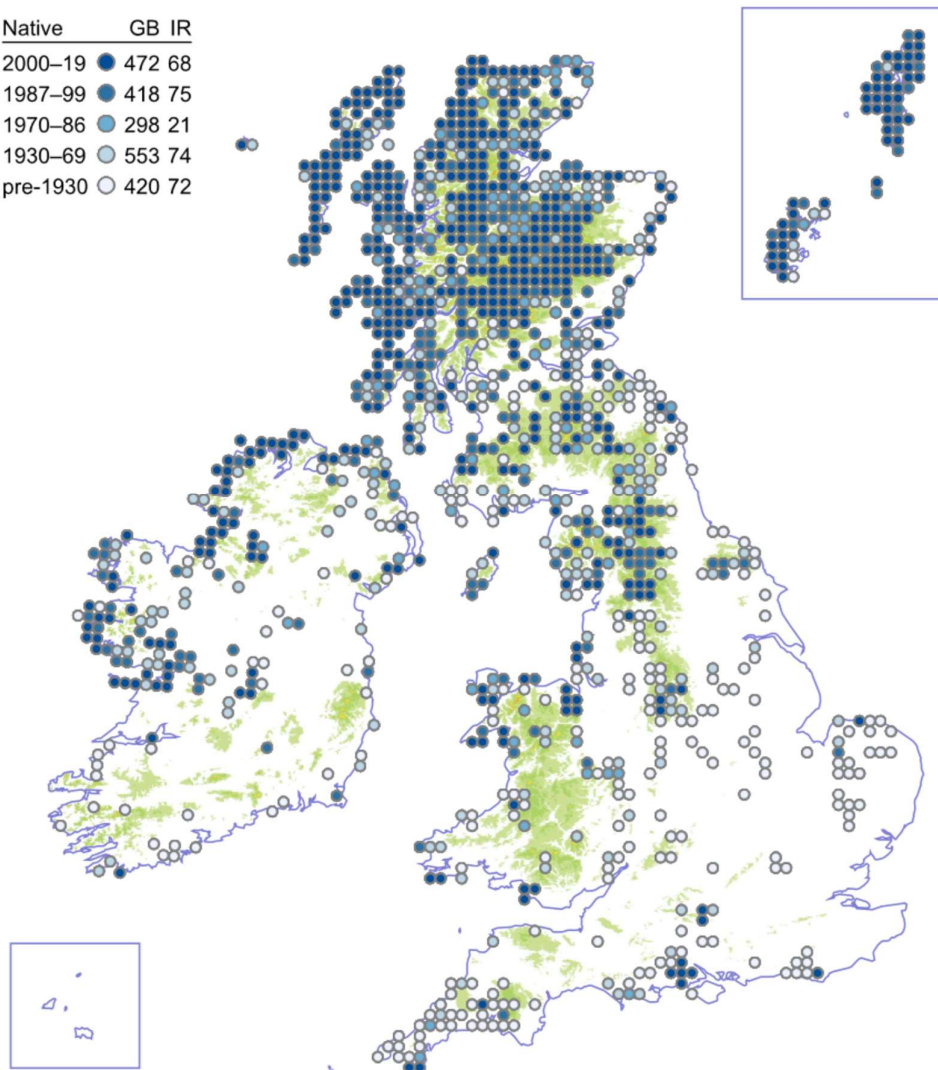 Native GB IR
2000–19 472 68
1987–99 418 75
1970–86 298 21
1930–69 553 74
pre-1930 420 72